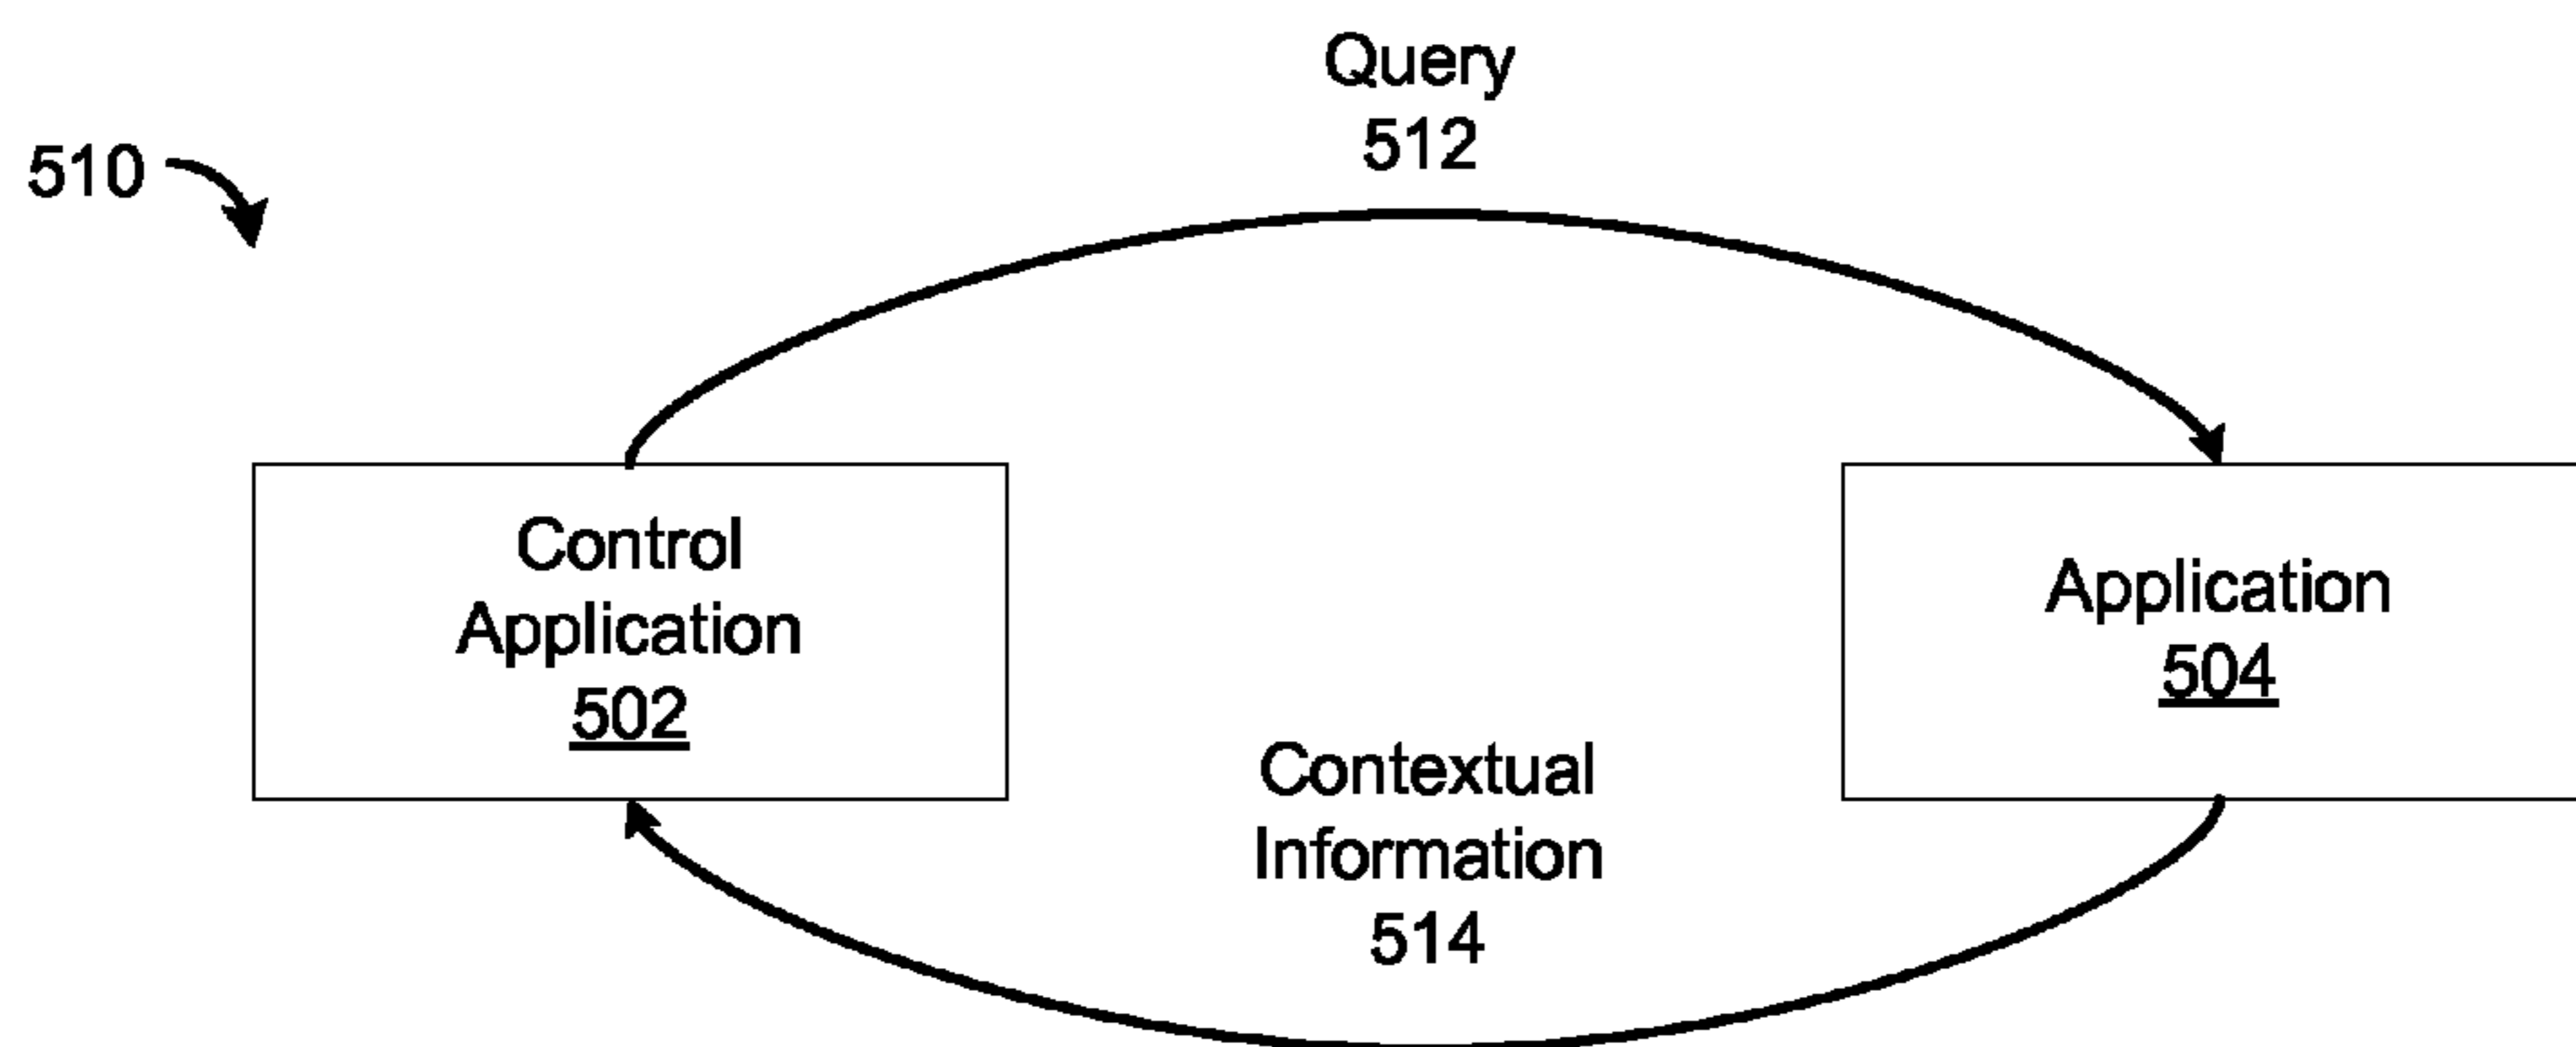 Query
512
510
Control
Application
502
Application
504
Contextual
Information
514